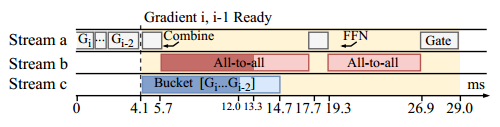 Gradient i, i-1 Ready
Stream a Gᵢ ... Gᵢ₋₂ Combine FFN Gate
Stream b All-to-all All-to-all
Stream c Bucket [Gᵢ...Gᵢ₋₂] ms
0 4.1 5.7 12.0 13.3 14.7 17.7 19.3 26.9 29.0